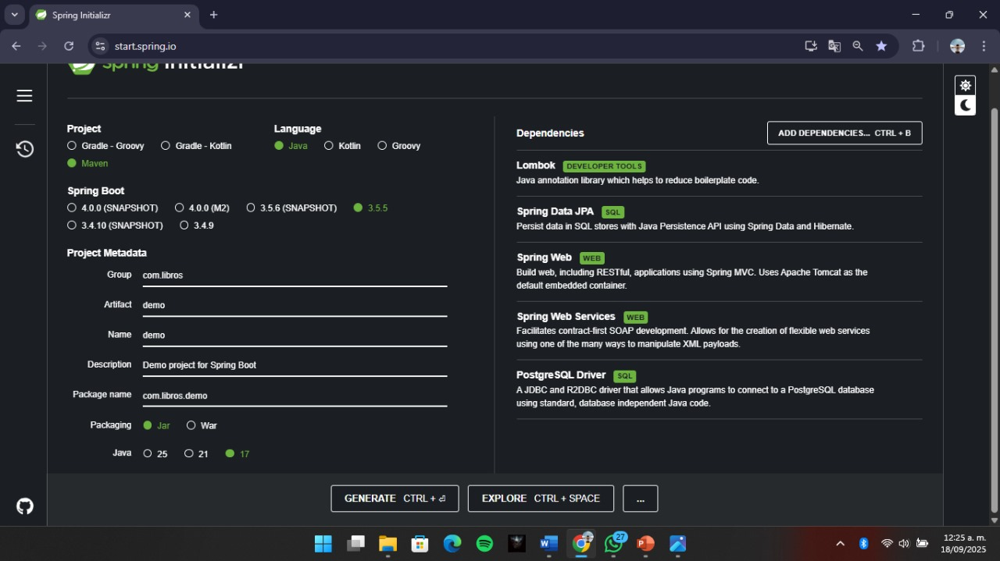 Spring Initializr
start.spring.io
spring initializr
Project
Gradle - Groovy Gradle - Kotlin
Maven
Language
Java Kotlin Groovy
Spring Boot
4.0.0 (SNAPSHOT) 4.0.0 (M2) 3.5.6 (SNAPSHOT) 3.5.5
3.4.10 (SNAPSHOT) 3.4.9
Project Metadata
Group com.libros
Artifact demo
Name demo
Description Demo project for Spring Boot
Package name com.libros.demo
Packaging Jar War
Java 25 21 17
Dependencies
ADD DEPENDENCIES... CTRL + B
Lombok DEVELOPER TOOLS
Java annotation library which helps to reduce boilerplate code.
Spring Data JPA SQL
Persist data in SQL stores with Java Persistence API using Spring Data and Hibernate.
Spring Web WEB
Build web, including RESTful, applications using Spring MVC. Uses Apache Tomcat as the
default embedded container.
Spring Web Services WEB
Facilitates contract-first SOAP development. Allows for the creation of flexible web services
using one of the many ways to manipulate XML payloads.
PostgreSQL Driver SQL
A JDBC and R2DBC driver that allows Java programs to connect to a PostgreSQL database
using standard, database independent Java code.
GENERATE CTRL + ⏎
EXPLORE CTRL + SPACE
...
27
12:25 a. m.
18/09/2025